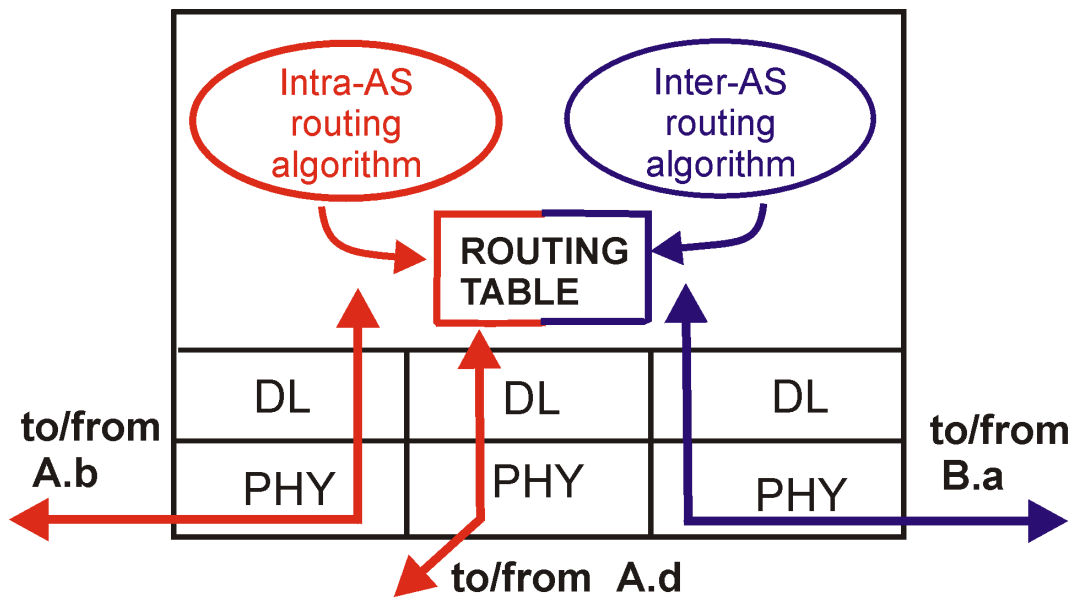 Intra-AS
routing
algorithm
Inter-AS
routing
algorithm
ROUTING
TABLE
DL
DL
DL
to/from
A.b
PHY
PHY
PHY
to/from
B.a
to/from A.d